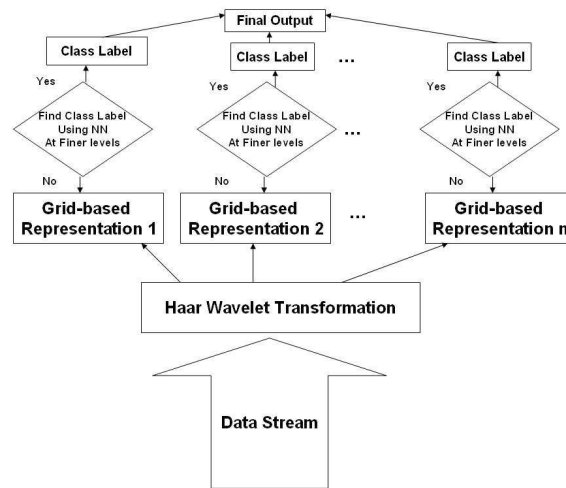 Final Output
Class Label
Class Label
...
Class Label
Yes
Yes
Yes
Find Class Label
Using NN
At Finer levels
Find Class Label
Using NN
At Finer levels
...
Find Class Label
Using NN
At Finer levels
No
No
No
Grid-based
Representation 1
Grid-based
Representation 2
...
Grid-based
Representation n
Haar Wavelet Transformation
Data Stream